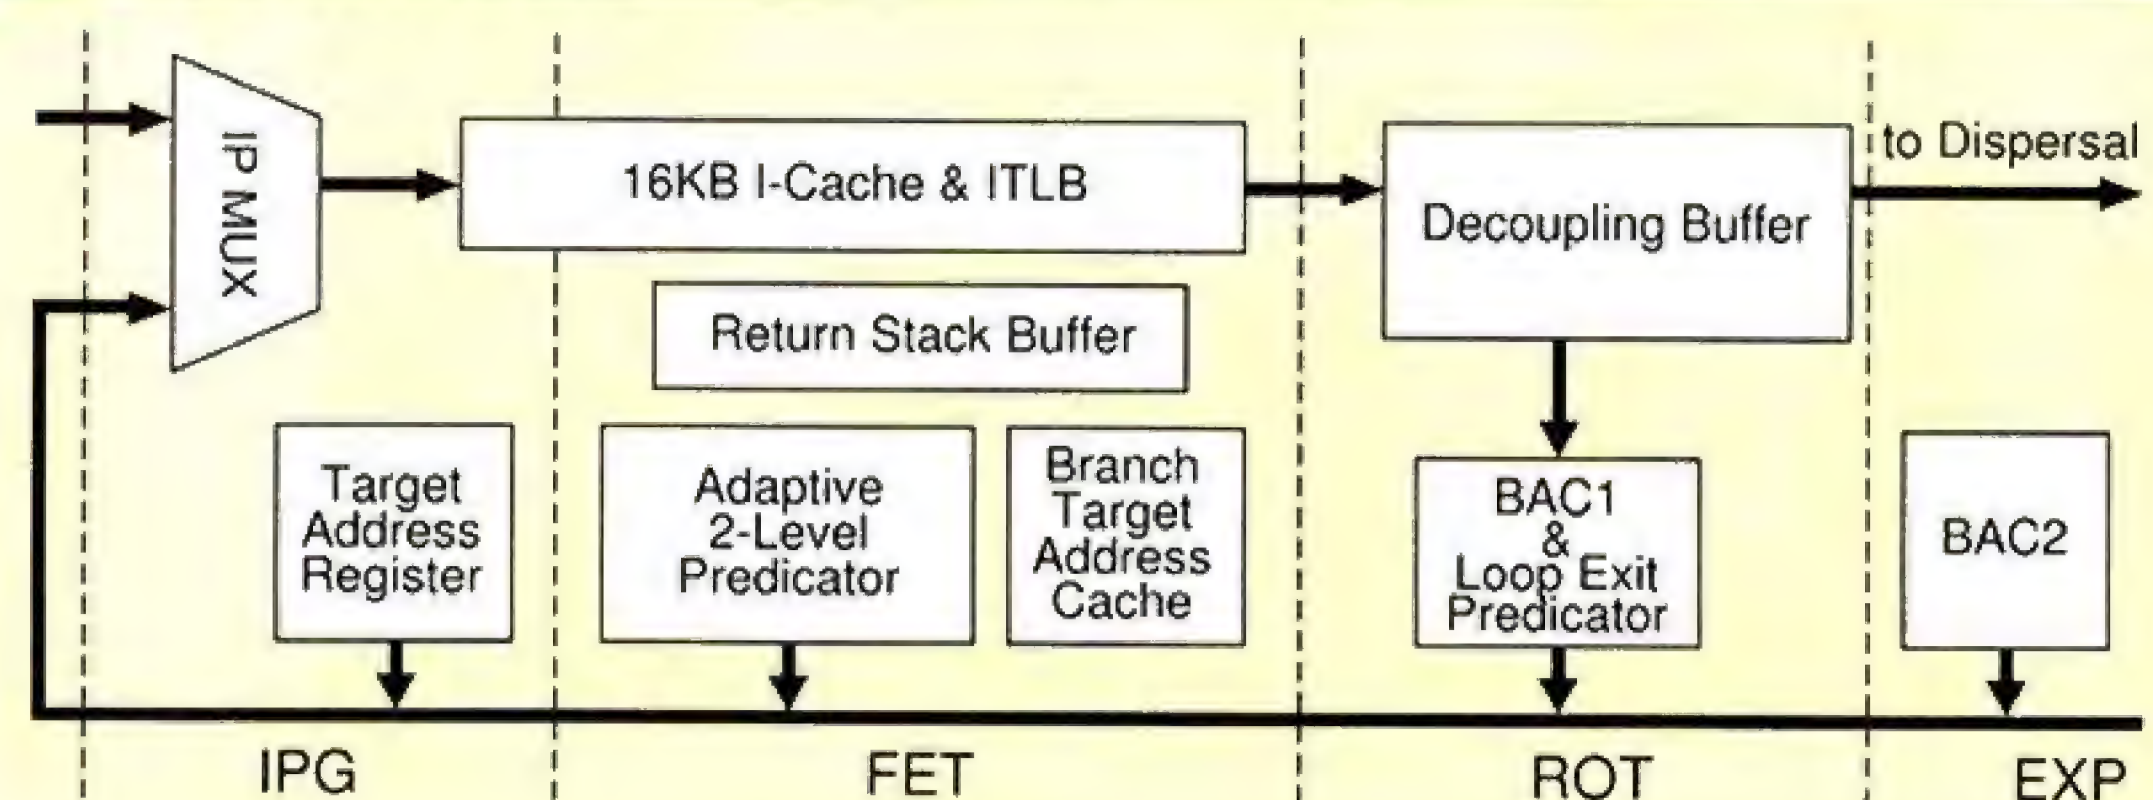 IP MUX
16KB I-Cache & ITLB
Decoupling Buffer
to Dispersal
Return Stack Buffer
Target
Address
Register
Adaptive
2-Level
Predicator
Branch
Target
Address
Cache
BAC1
&
Loop Exit
Predicator
BAC2
IPG
FET
ROT
EXP